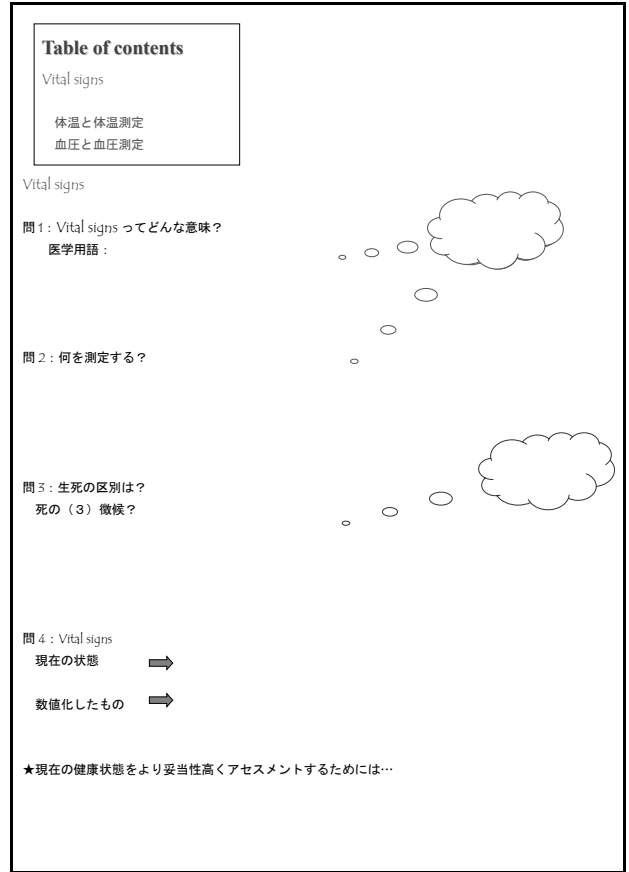 Table of contents
Vital signs
体温と体温測定
血圧と血圧測定
Vital signs
問1：Vital signs ってどんな意味？
医学用語：
問2：何を測定する？
問3：生死の区別は？
死の（3）徴候？
問4：Vital signs
現在の状態
数値化したもの
★現在の健康状態をより妥当性高くアセスメントするためには…